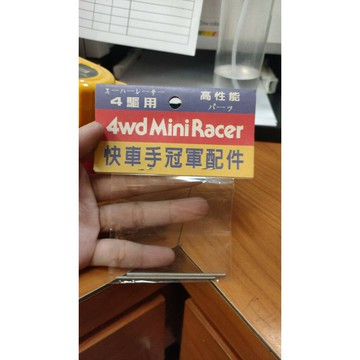 スーハーレーサー
4驅用
高性能
パーツ
4wd Mini Racer
快車手冠軍配件